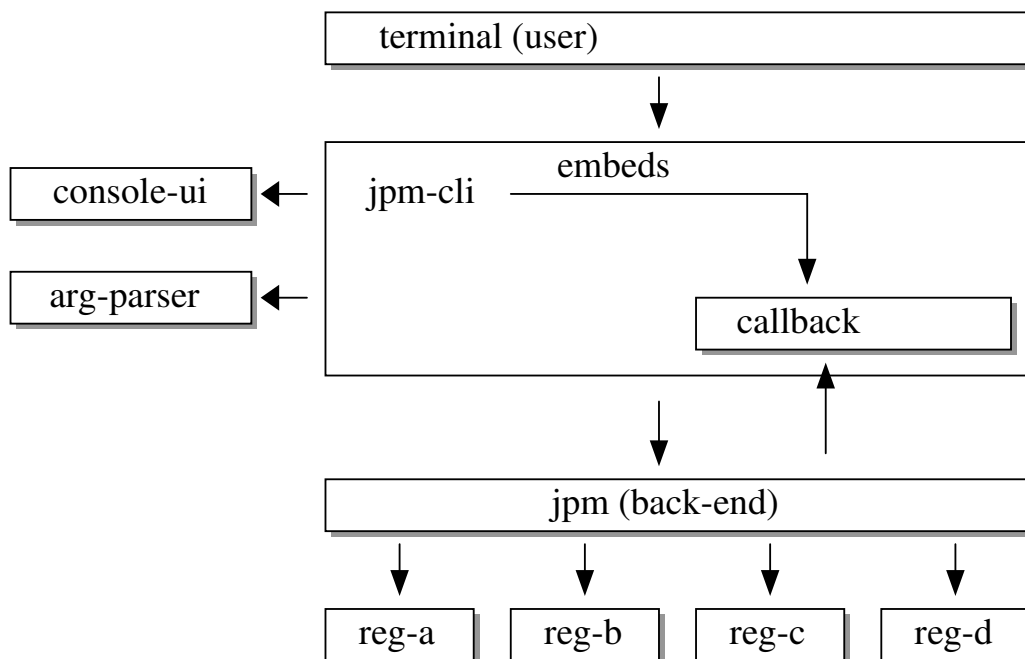 terminal (user)
embeds
console-ui
jpm-cli
arg-parser
callback
jpm (back-end)
reg-a
reg-b
reg-c
reg-d